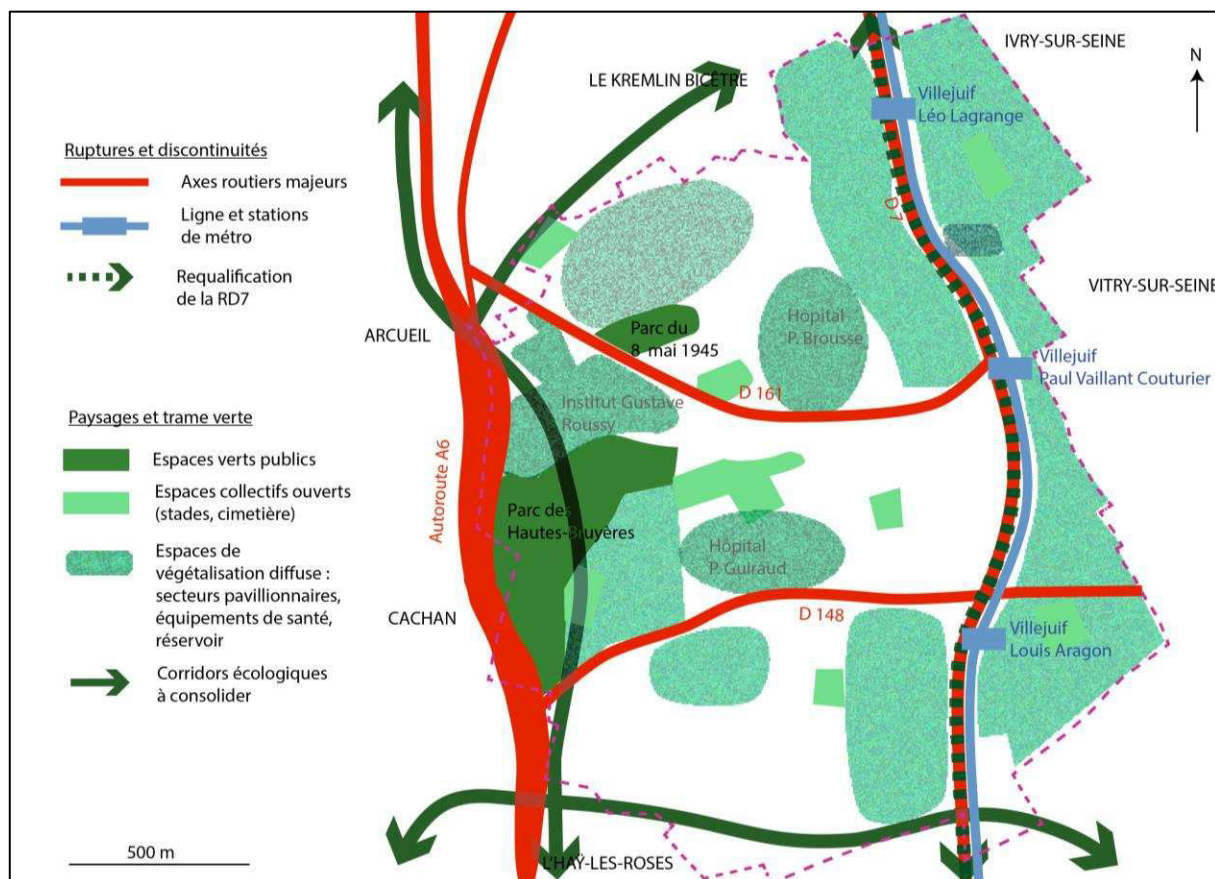 Ruptures et discontinuités
Axes routiers majeurs
Ligne et stations
de métro
Requalification
de la RD7
Paysages et trame verte
Espaces verts publics
Espaces collectifs ouverts
(stades, cimetière)
Espaces de
végétalisation diffuse :
secteurs pavillionnaires,
équipements de santé,
réservoir
Corridors écologiques
à consolider
500 m
IVRY-SUR-SEINE
N
LE KREMLIN BICÊTRE
Villejuif
Léo Lagrange
D 7
VITRY-SUR-SEINE
ARCUEIL
Parc du
8 mai 1945
Hôpital
P. Brousse
Villejuif
Paul Vaillant Couturier
D 161
Institut Gustave
Roussy
Autoroute A6
Parc des
Hautes-Bruyères
Hôpital
P. Guiraud
CACHAN
D 148
Villejuif
Louis Aragon
L'HAŸ-LES-ROSES